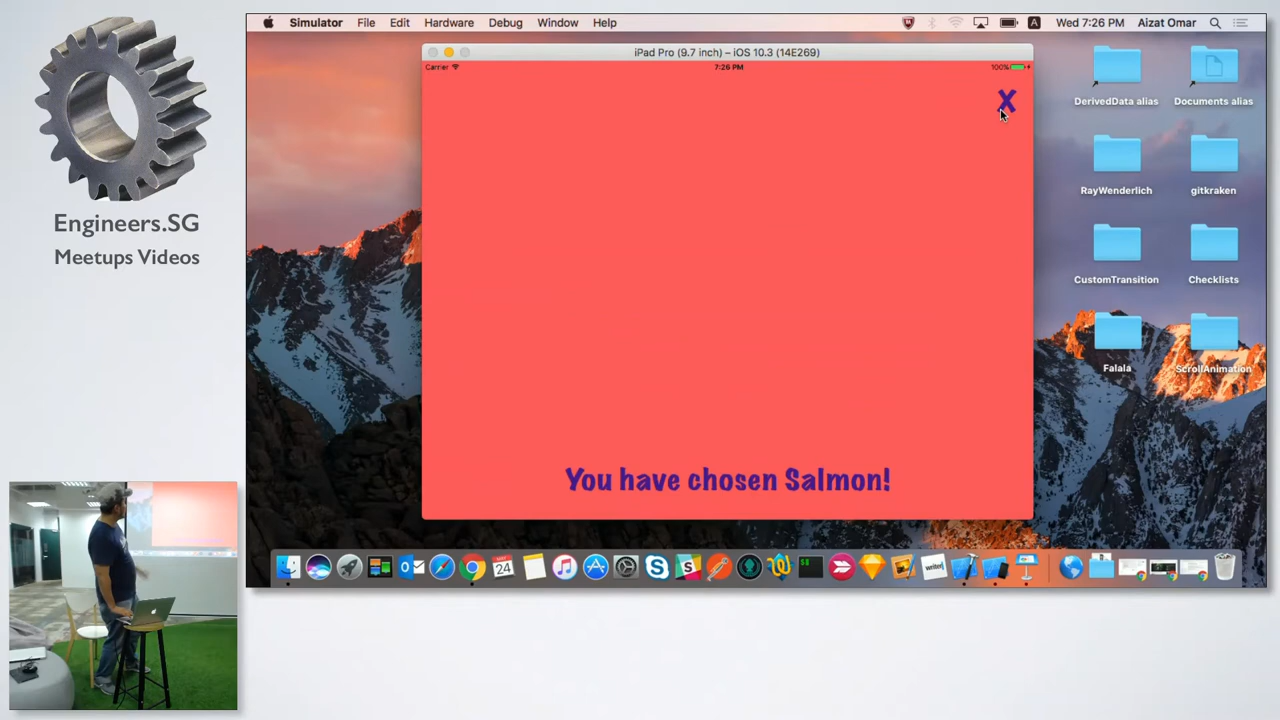 Engineers.SG
Meetups Videos
Simulator File Edit Hardware Debug Window Help
A Wed 7:26 PM Aizat Omar
iPad Pro (9.7 inch) – iOS 10.3 (14E269)
Carrier 7:26 PM 100%
X
You have chosen Salmon!
DerivedData alias Documents alias
RayWenderlich gitkraken
CustomTransition Checklists
Falala ScrollAnimation
24
$
writer